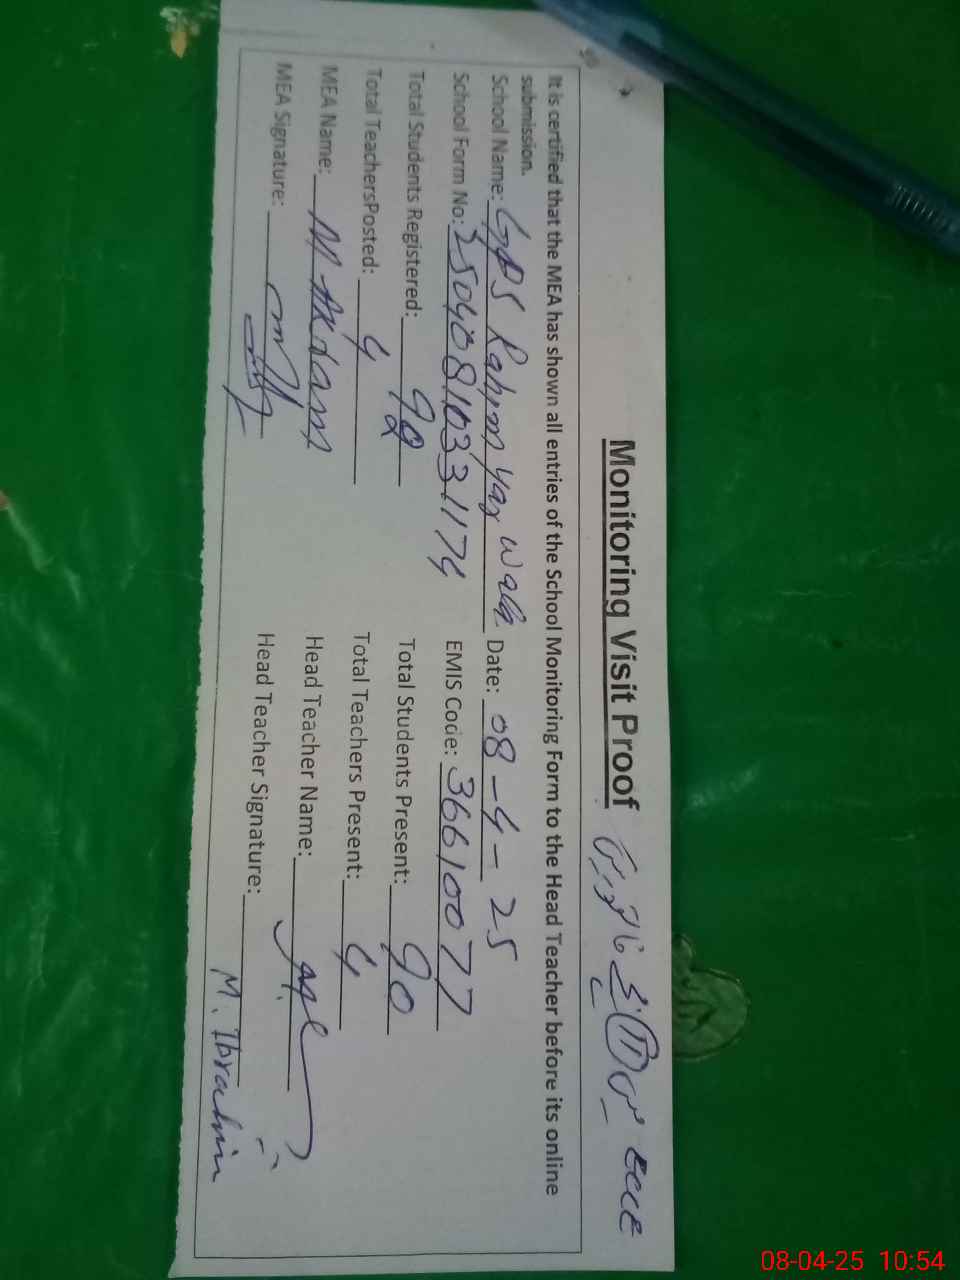 Monitoring Visit Proof ECCE
It is certified that the MEA has shown all entries of the School Monitoring Form to the Head Teacher before its online
submission.
School Name: GPS Rahim Yar Wala Date: 08-4-25
School Form No: 25040810331174 EMIS Code: 36610077
Total Students Registered: 92 Total Students Present: 90
Total TeachersPosted: 4 Total Teachers Present: 4
MEA Name: M Akram Head Teacher Name:
MEA Signature: Head Teacher Signature: M. Ibrahim
08-04-25 10:54